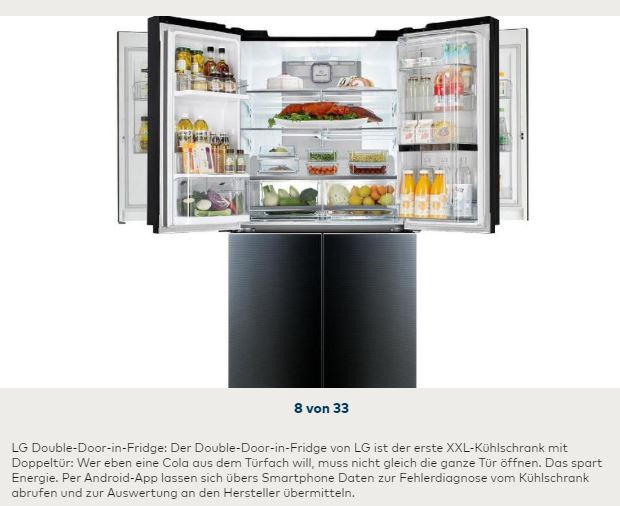 8 von 33
LG Double-Door-in-Fridge: Der Double-Door-in-Fridge von LG ist der erste XXL-Kühlschrank mit
Doppeltür: Wer eben eine Cola aus dem Türfach will, muss nicht gleich die ganze Tür öffnen. Das spart
Energie. Per Android-App lassen sich übers Smartphone Daten zur Fehlerdiagnose vom Kühlschrank
abrufen und zur Auswertung an den Hersteller übermitteln.